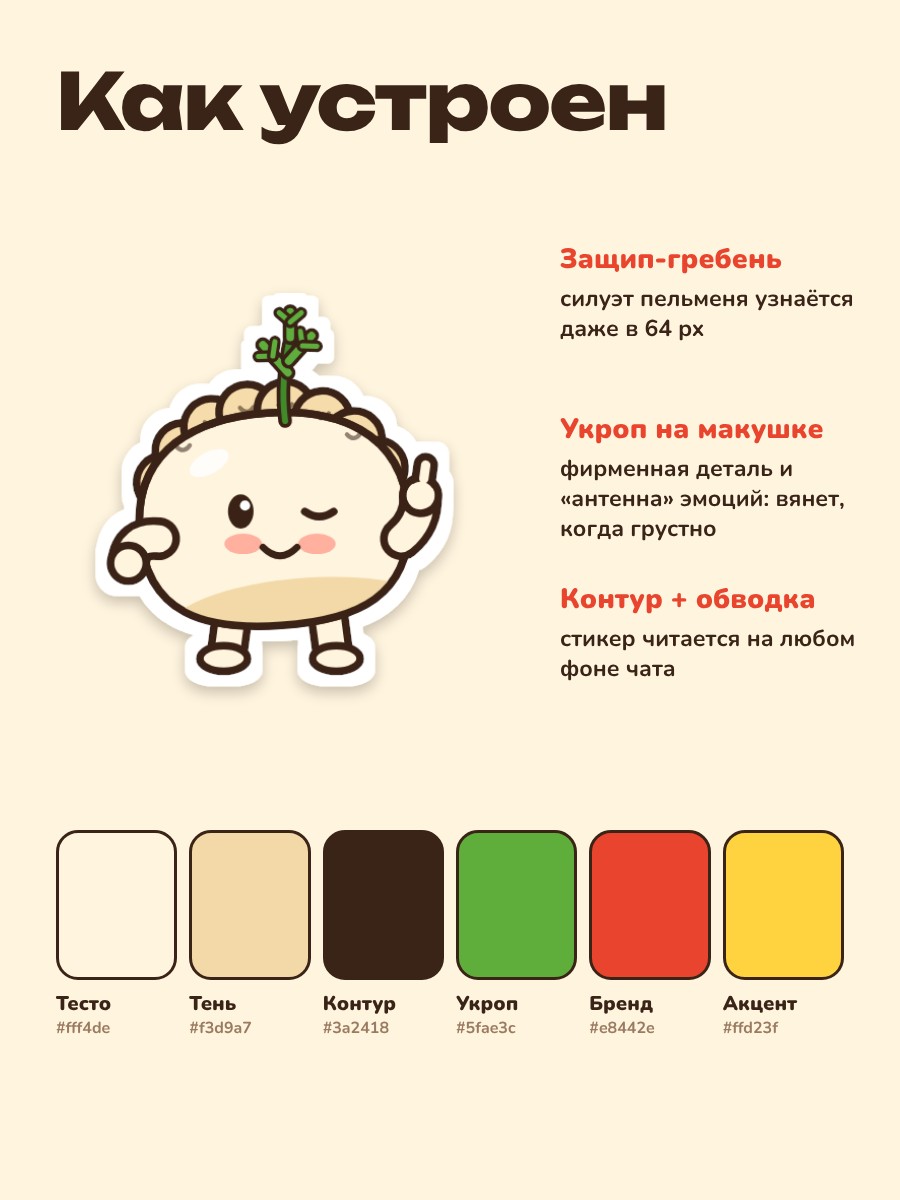 Как устроен
Защип-гребень
силуэт пельменя узнаётся
даже в 64 px
Укроп на макушке
фирменная деталь и
«антенна» эмоций: вянет,
когда грустно
Контур + обводка
стикер читается на любом
фоне чата
Тесто
#fff4de
Тень
#f3d9a7
Контур
#3a2418
Укроп
#5fae3c
Бренд
#e8442e
Акцент
#ffd23f